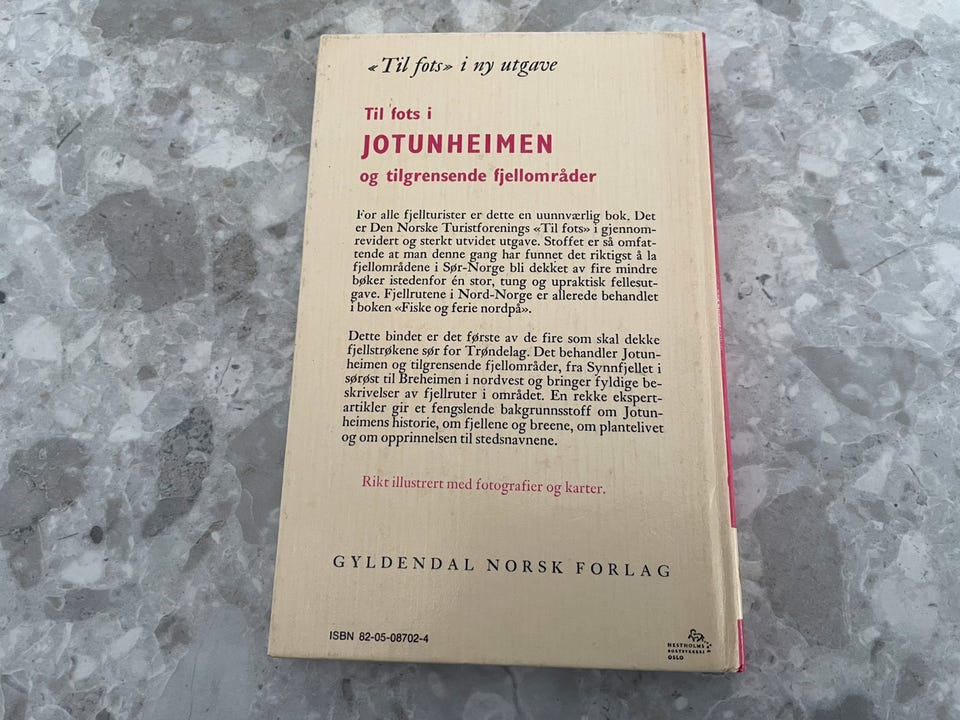 «Til fots» i ny utgave
Til fots i
JOTUNHEIMEN
og tilgrensende fjellområder
For alle fjellturister er dette en uunnværlig bok. Det
er Den Norske Turistforenings «Til fots» i gjennom-
revidert og sterkt utvidet utgave. Stoffet er så omfat-
tende at man denne gang har funnet det riktigst å la
fjellområdene i Sør-Norge bli dekket av fire mindre
bøker istedenfor én stor, tung og upraktisk fellesut-
gave. Fjellrutene i Nord-Norge er allerede behandlet
i boken «Fiske og ferie nordpå».
Dette bindet er det første av de fire som skal dekke
fjellstrøkene sør for Trøndelag. Det behandler Jotun-
heimen og tilgrensende fjellområder, fra Synnfjellet i
sørøst til Breheimen i nordvest og bringer fyldige be-
skrivelser av fjellruter i området. En rekke ekspert-
artikler gir et fengslende bakgrunnsstoff om Jotun-
heimens historie, om fjellene og breene, om plantelivet
og om opprinnelsen til stedsnavnene.
Rikt illustrert med fotografier og karter.
GYLDENDAL NORSK FORLAG
ISBN 82-05-08702-4
OSLO